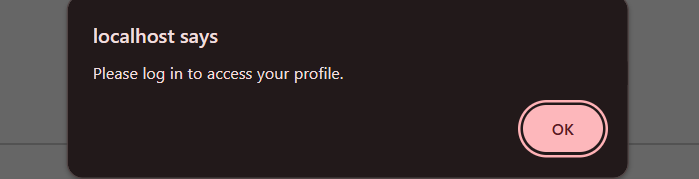 localhost says
Please log in to access your profile.
OK